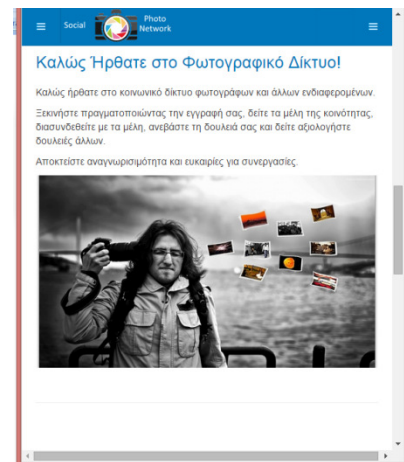 Social Photo
Network
Καλώς Ήρθατε στο Φωτογραφικό Δίκτυο!
Καλώς ήρθατε στο κοινωνικό δίκτυο φωτογράφων και άλλων ενδιαφερομένων.
Ξεκινήστε πραγματοποιώντας την εγγραφή σας, δείτε τα μέλη της κοινότητας,
διασυνδεθείτε με τα μέλη, ανεβάστε τη δουλειά σας και δείτε αξιολογήστε
δουλειές άλλων.
Αποκτείστε αναγνωρισιμότητα και ευκαιρίες για συνεργασίες.